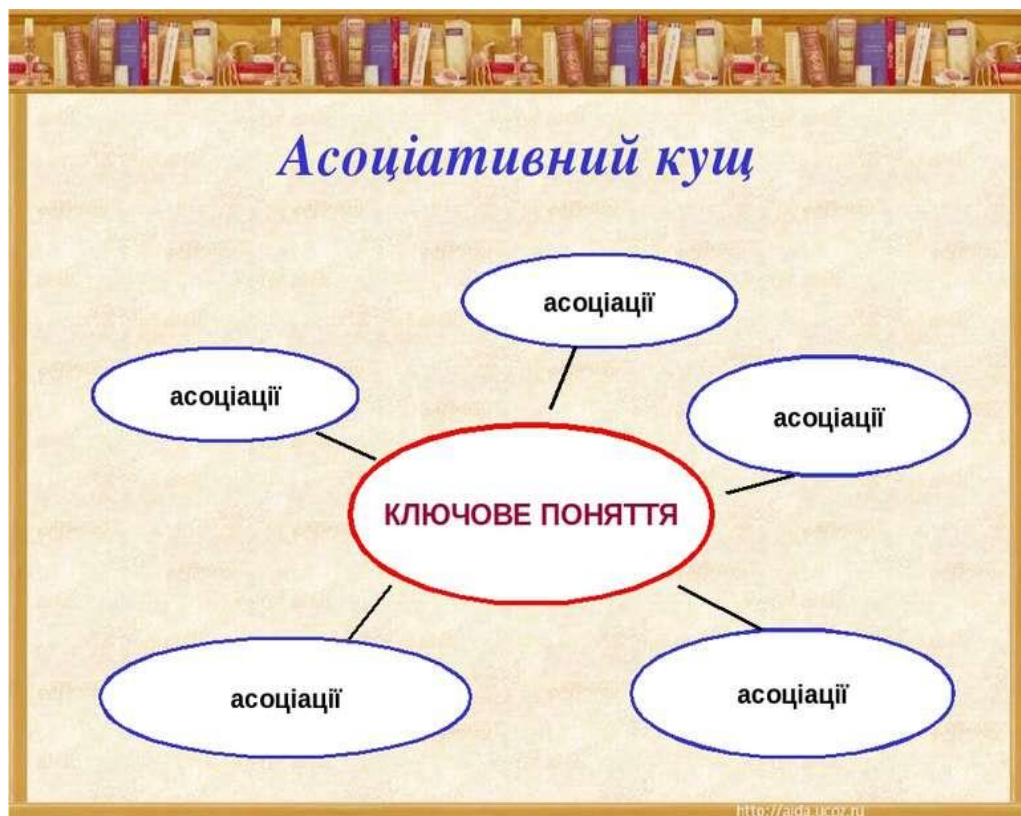 Асоціативний кущ
асоціації
асоціації
асоціації
КЛЮЧОВЕ ПОНЯТТЯ
асоціації
асоціації
http://aida.ucoz.ru